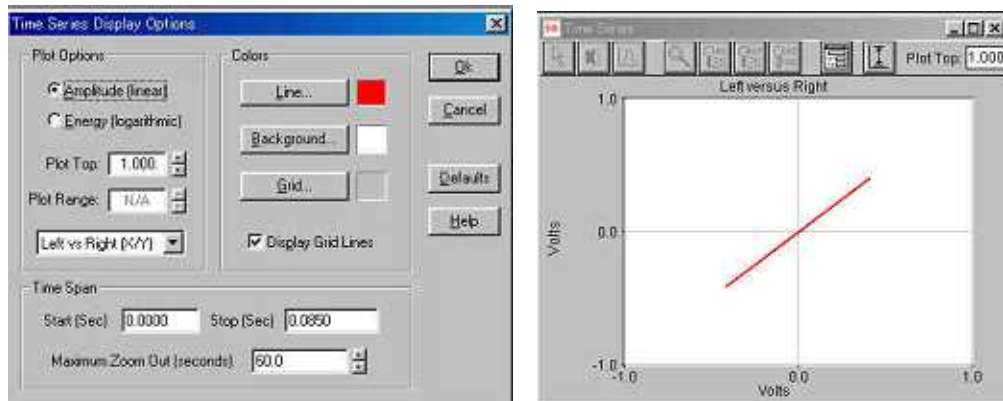 Time Series Display Options
Plot Options
Amplitude (linear)
Energy (logarithmic)
Plot Top: 1.000
Plot Range: N/A
Left vs Right (X/Y)
Colors
Line...
Background...
Grid...
Display Grid Lines
Ok
Cancel
Defaults
Help
Time Span
Start (Sec) 0.0000 Stop (Sec) 0.0850
Maximum Zoom Out (seconds) 60.0
Time Series
Plot Top: 1.000
Left versus Right
1.0
Volts
0.0
-1.0
-1.0 0.0 1.0
Volts